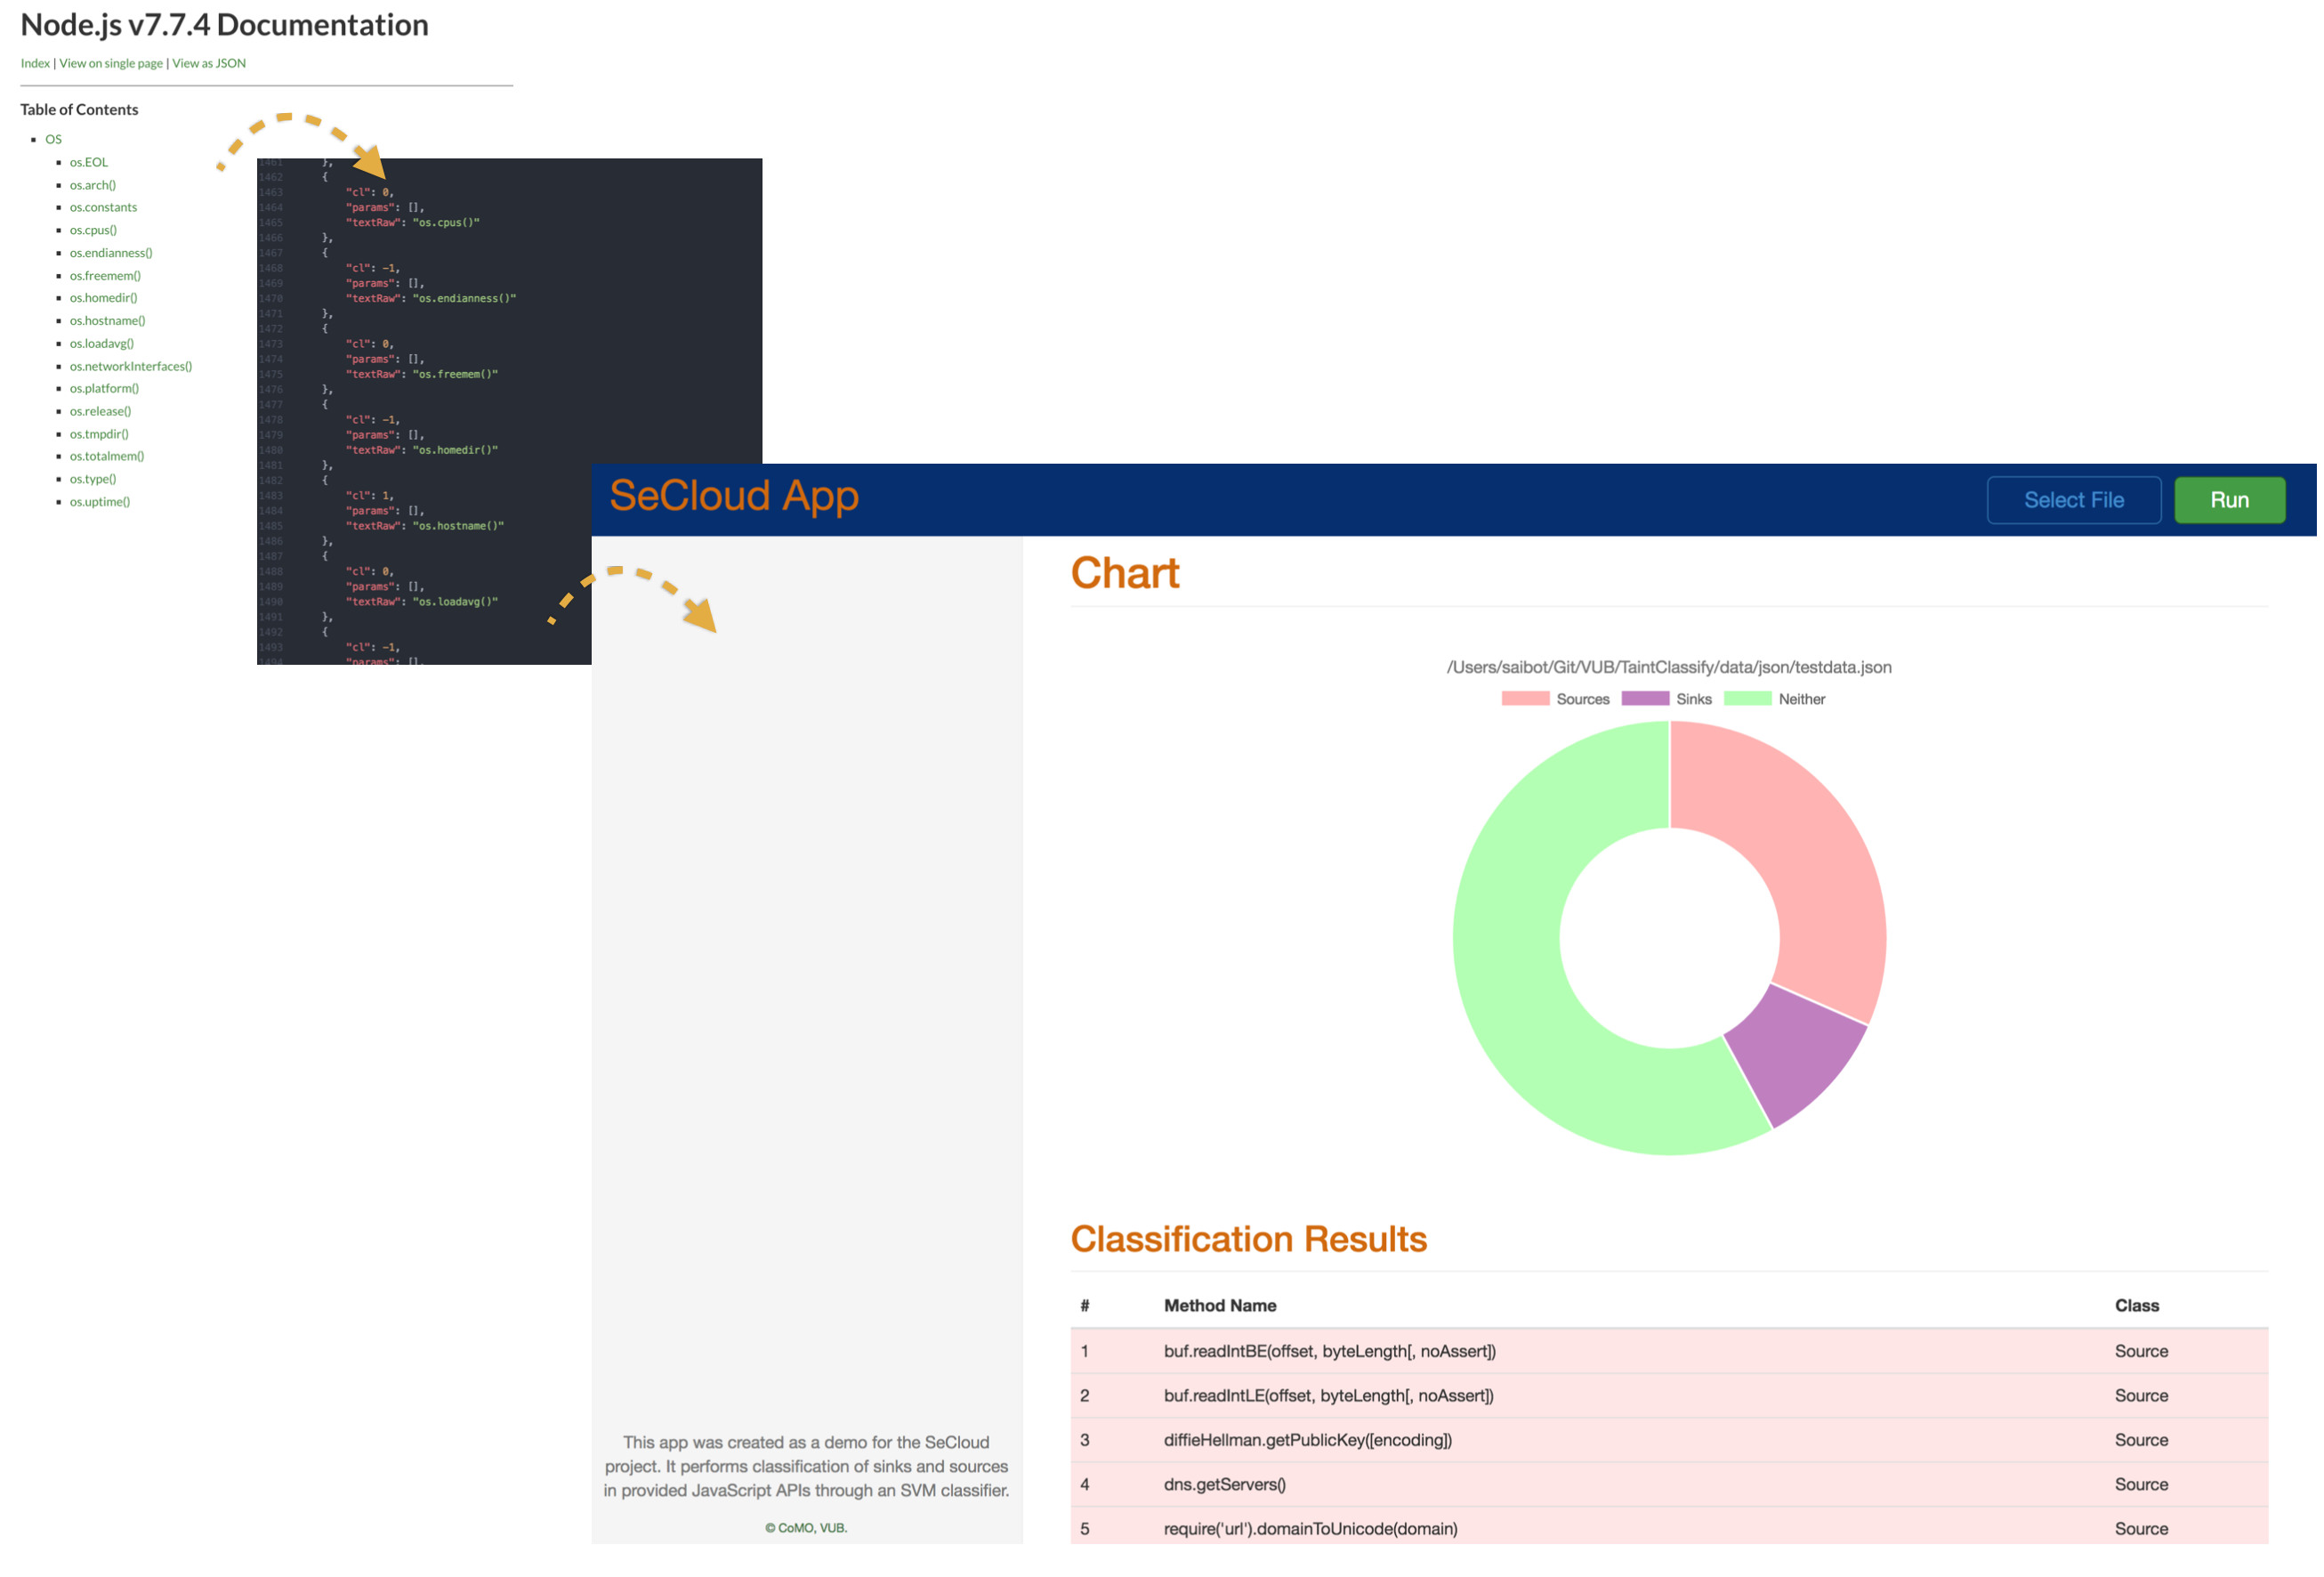 Node.js v7.7.4 Documentation
Index | View on single page | View as JSON
Table of Contents
OS
os.EOL
os.arch()
os.constants
os.cpus()
os.endianness()
os.freemem()
os.homedir()
os.hostname()
os.loadavg()
os.networkInterfaces()
os.platform()
os.release()
os.tmpdir()
os.totalmem()
os.type()
os.uptime()
1461 },
1462 {
1463 "cl": 0,
1464 "params": [],
1465 "textRaw": "os.cpus()"
1466 },
1467 {
1468 "cl": -1,
1469 "params": [],
1470 "textRaw": "os.endianness()"
1471 },
1472 {
1473 "cl": 0,
1474 "params": [],
1475 "textRaw": "os.freemem()"
1476 },
1477 {
1478 "cl": -1,
1479 "params": [],
1480 "textRaw": "os.homedir()"
1481 },
1482 {
1483 "cl": 1,
1484 "params": [],
1485 "textRaw": "os.hostname()"
1486 },
1487 {
1488 "cl": 0,
1489 "params": [],
1490 "textRaw": "os.loadavg()"
1491 },
1492 {
1493 "cl": -1,
1494 "params": [],
SeCloud App
Select File
Run
Chart
/Users/saibot/Git/VUB/TaintClassify/data/json/testdata.json
Sources Sinks Neither
Classification Results
# Method Name Class
1 buf.readIntBE(offset, byteLength[, noAssert]) Source
2 buf.readIntLE(offset, byteLength[, noAssert]) Source
3 diffieHellman.getPublicKey([encoding]) Source
4 dns.getServers() Source
5 require('url').domainToUnicode(domain) Source
This app was created as a demo for the SeCloud
project. It performs classification of sinks and sources
in provided JavaScript APIs through an SVM classifier.
© CoMO, VUB.